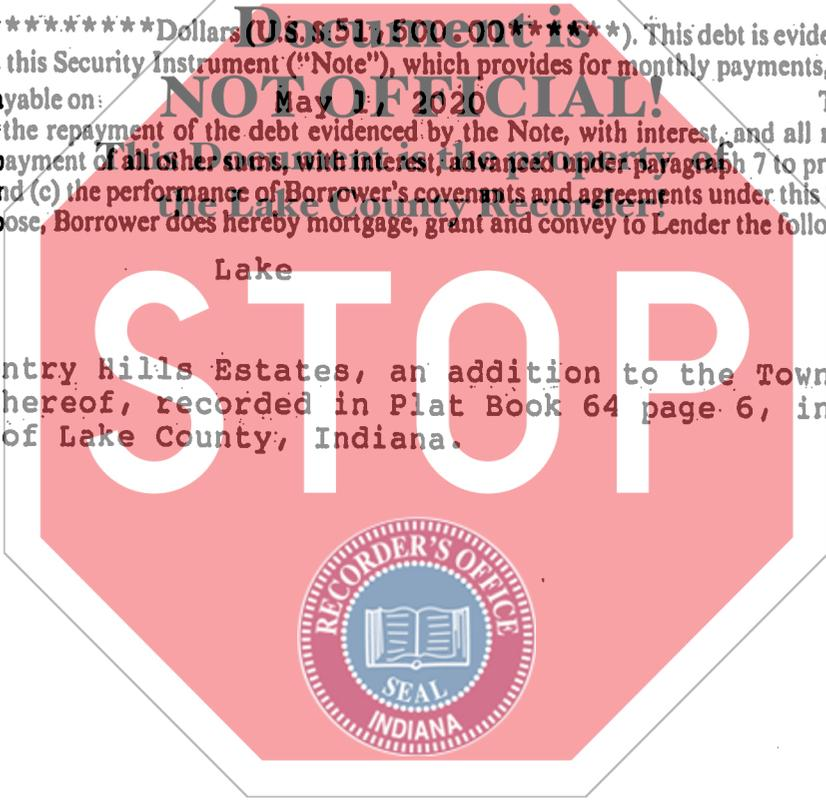 Document is
*********Dollars (U.S. $ 51,500.00*******). This debt is evide
this Security Instrument ("Note"), which provides for monthly payments,
NOT OFFICIAL!
yable on May 1, 2020 T
the repayment of the debt evidenced by the Note, with interest, and all
This Document is the property of
ayment of all other sums, with interest, advanced under paragraph 7 to pr
nd (c) the performance of Borrower's covenants and agreements under this
the Lake County Recorder!
ose, Borrower does hereby mortgage, grant and convey to Lender the follo
Lake
STOP
ntry Hills Estates, an addition to the Town
hereof, recorded in Plat Book 64 page 6, in
of Lake County, Indiana.
RECORDER'S OFFICE
SEAL
INDIANA